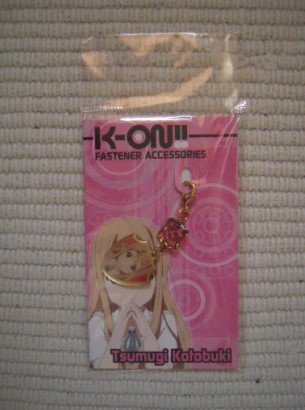 K-ON!!
FASTENER ACCESSORIES
Tsumugi Kotobuki